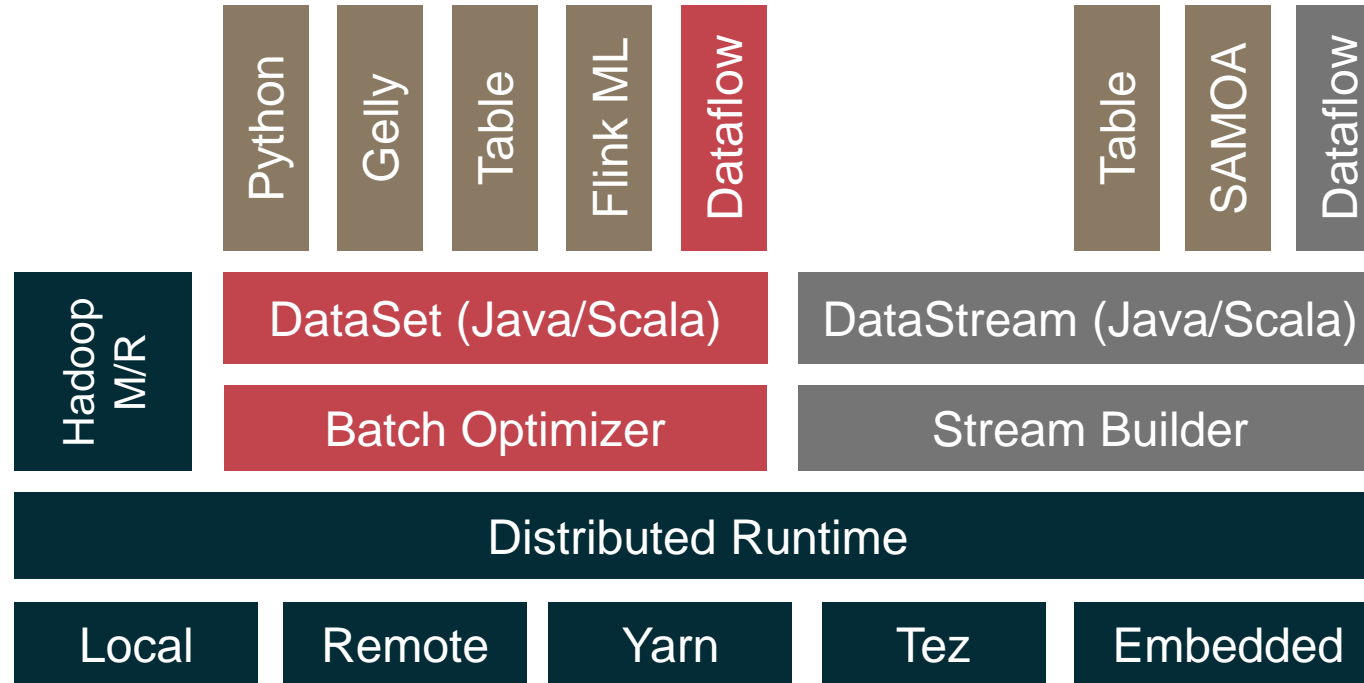 Python
Gelly
Table
Flink ML
Dataflow
Table
SAMOA
Dataflow
Hadoop
M/R
DataSet (Java/Scala)
DataStream (Java/Scala)
Batch Optimizer
Stream Builder
Distributed Runtime
Local
Remote
Yarn
Tez
Embedded